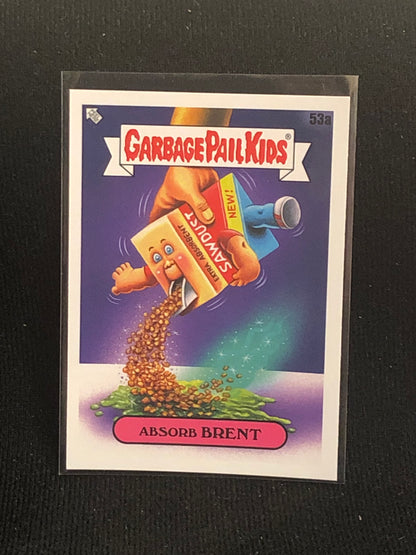 53a
GARBAGE PAIL KIDS®
NEW!
SAWDUST
EXTRA ABSORBENT
ABSORB BRENT